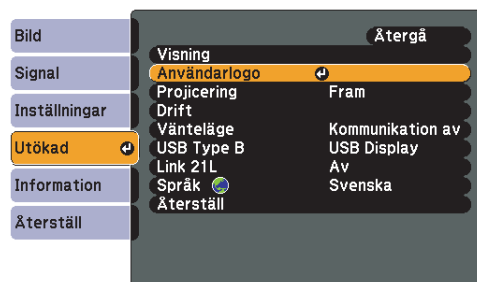 Bild
Signal
Inställningar
Utökad
Information
Återställ
Återgå
Visning
Användarlogo
Projicering Fram
Drift
Vänteläge Kommunikation av
USB Type B USB Display
Link 21L Av
Språk Svenska
Återställ